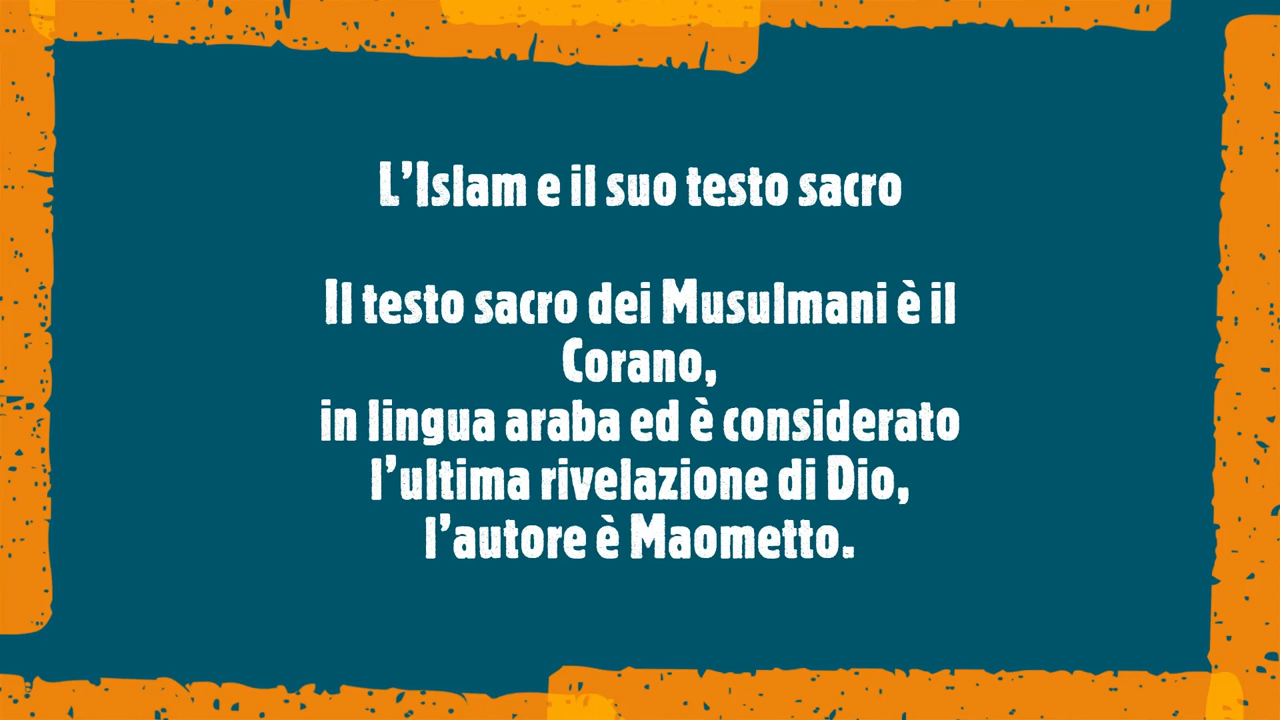 L’Islam e il suo testo sacro
Il testo sacro dei Musulmani è il
Corano,
in lingua araba ed è considerato
l’ultima rivelazione di Dio,
l’autore è Maometto.